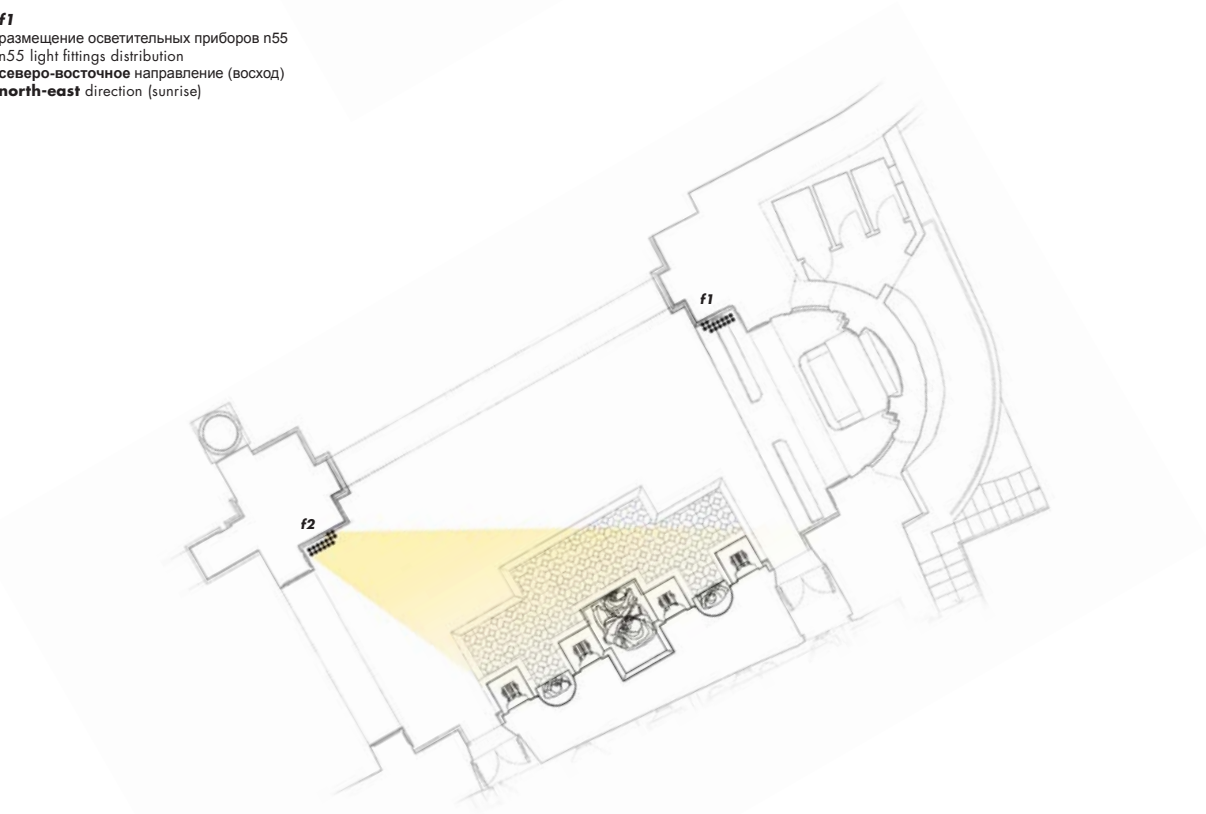 f1
размещение осветительных приборов n55
n55 light fittings distribution
северо-восточное направление (восход)
north-east direction (sunrise)
f1
f2